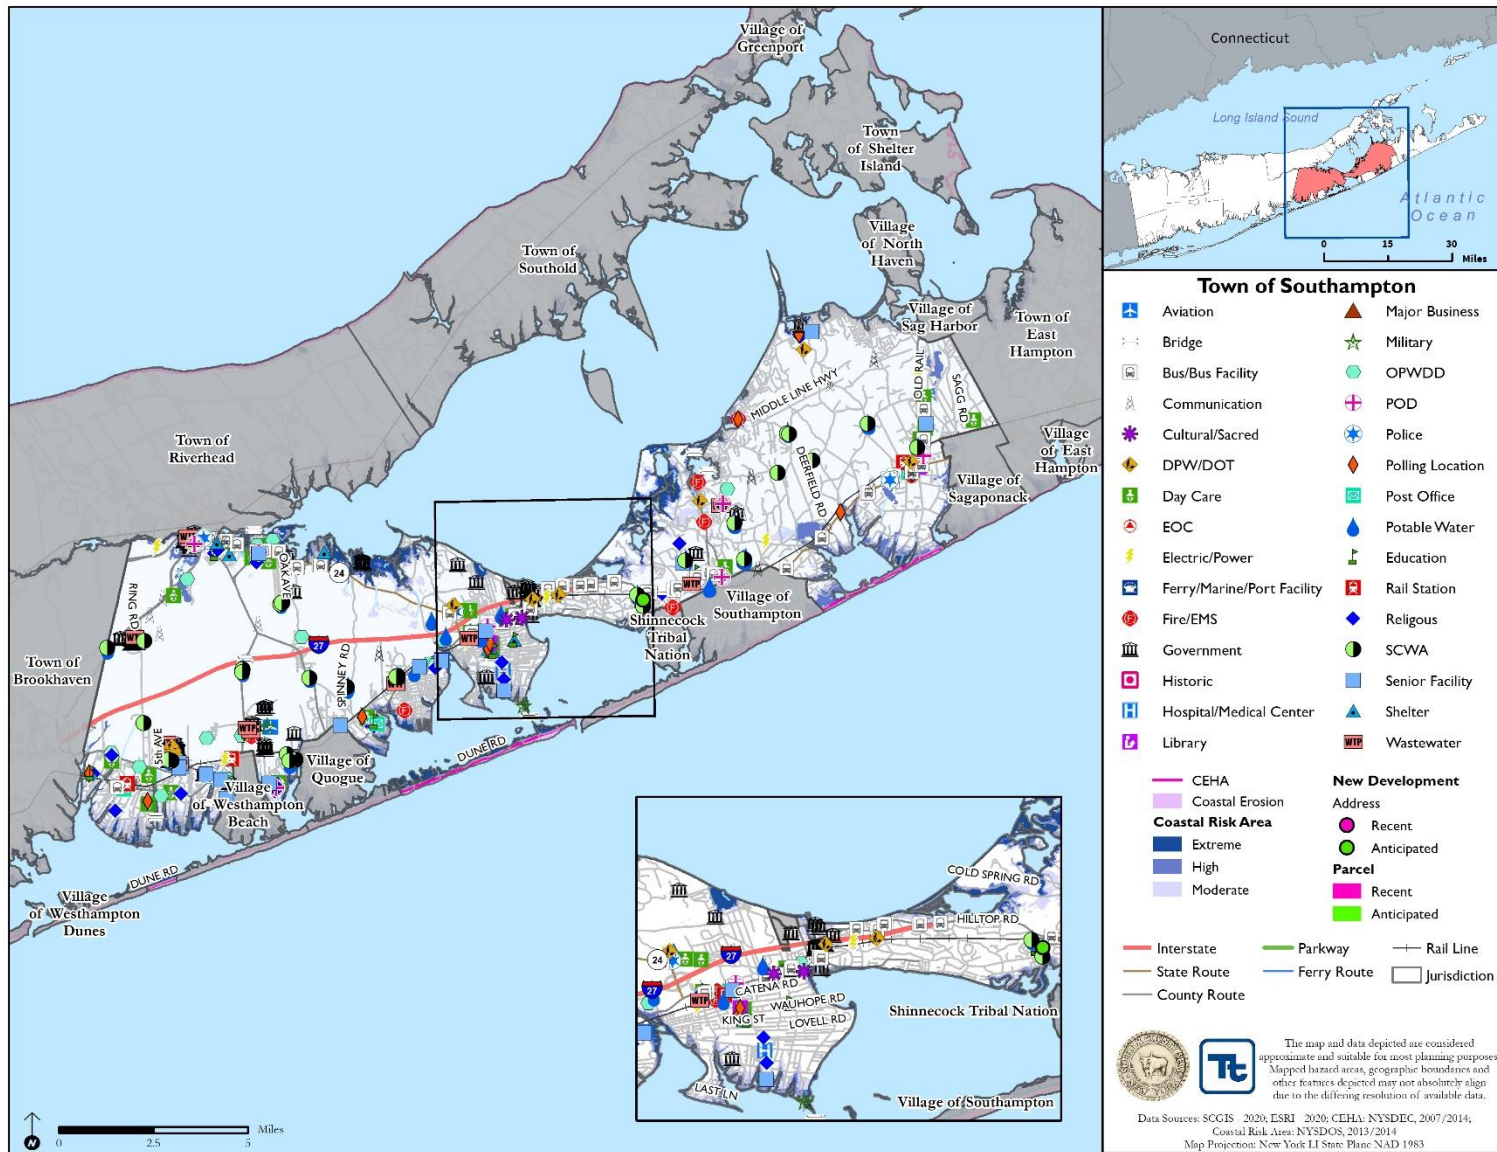 Village of
Greenport
Town
of Shelter
Island
Village
of North
Haven
Town of
Southold
Village of
Sag Harbor
Town of
East
Hampton
MIDDLE LINE HWY
OLD RAIL
SAGG RD
Town of
Riverhead
DEERFIELD RD
Village
of East
Hampton
Village of
Sagaponack
WTP
24
OAK AVE
RING RD
WTP
27
Town of
Brookhaven
SPINNEY RD
WTP
WTP
WTP
Village of
Southampton
Shinnecock
Tribal
Nation
5th AVE
WTP
DUNE RD
Village of
Quogue
Village
of Westhampton
Beach
DUNE RD
Village
of Westhampton
Dunes
Miles
0
2.5
5
N
COLD SPRING RD
HILLTOP RD
27
24
27
CATENA RD
WTP
WAUHOPE RD
KING ST
LOVELL RD
Shinnecock Tribal Nation
LAST LN
Village of Southampton
Connecticut
Long Island Sound
Atlantic
Ocean
0
15
30
Miles
Town of Southampton
Aviation
Major Business
Bridge
Military
Bus/Bus Facility
OPWDD
Communication
POD
Cultural/Sacred
Police
DPW/DOT
Polling Location
Day Care
Post Office
EOC
Potable Water
Electric/Power
Education
Ferry/Marine/Port Facility
Rail Station
Fire/EMS
Religous
Government
SCWA
Historic
Senior Facility
Hospital/Medical Center
Shelter
Library
WTP Wastewater
CEHA
Coastal Erosion
Coastal Risk Area
Extreme
High
Moderate
New Development
Address
Recent
Anticipated
Parcel
Recent
Anticipated
Interstate
Parkway
Rail Line
State Route
Ferry Route
Jurisdiction
County Route
Tt
The map and data depicted are considered
approximate and suitable for most planning purposes.
Mapped hazard areas, geographic boundaries and
other features depicted may not absolutely align
due to the differing resolution of available data.
Data Sources: SCGIS - 2020; ESRI - 2020; CEHA: NYSDEC, 2007/2014;
Coastal Risk Area: NYSDOS, 2013/2014
Map Projection: New York LI State Plane NAD 1983